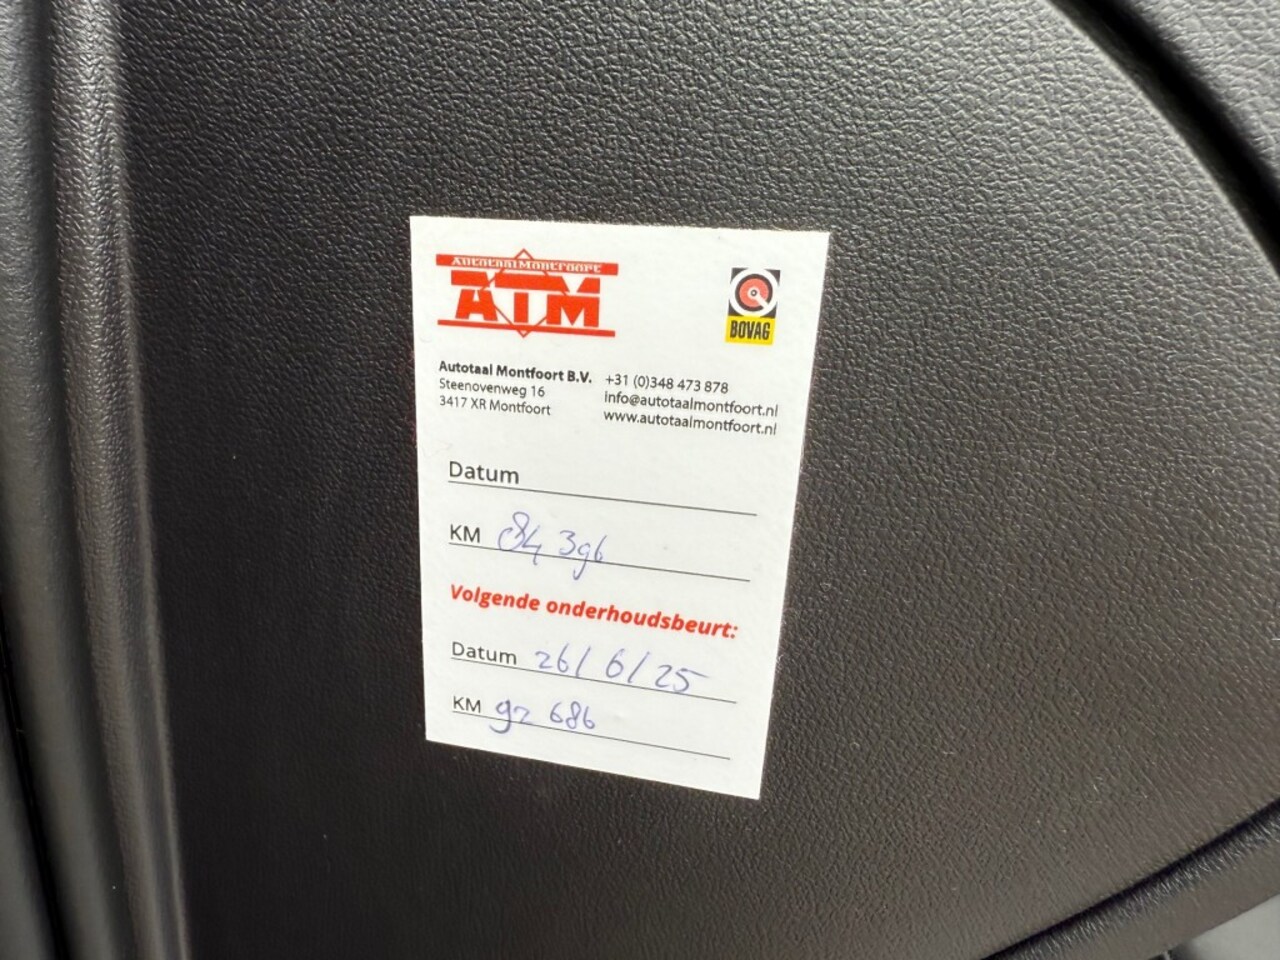 AutotaalMontfoort
ATM
BOVAG
Autotaal Montfoort B.V.
Steenovenweg 16
3417 XR Montfoort
+31 (0)348 473 878
info@autotaalmontfoort.nl
www.autotaalmontfoort.nl
Datum
KM 84 396
Volgende onderhoudsbeurt:
Datum 26/6/25
KM 92 686